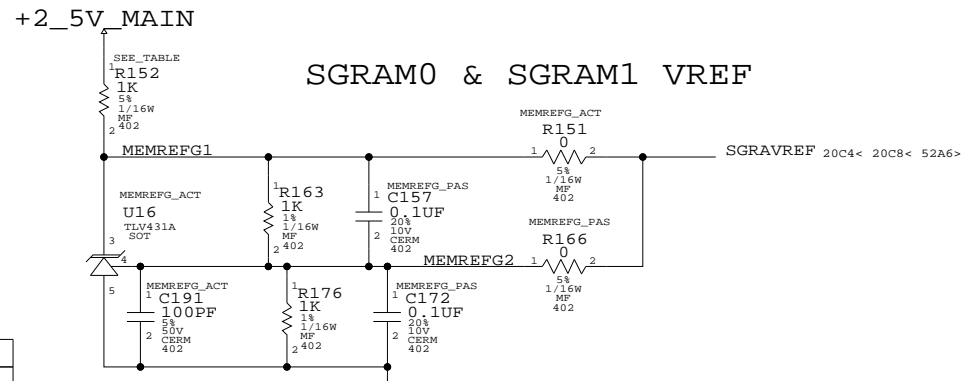 +2_5V_MAIN
SEE_TABLE
1
R152
1K
5%
1/16W
MF
2 402
SGRAM0 & SGRAM1 VREF
MEMREFG1
MEMREFG_ACT
R151
1 0 2
5%
1/16W
MF
402
SGRAVREF 20C4< 20C8< 52A6>
MEMREFG_ACT
U16
TLV431A
SOT
3
4
5
1
R163
1K
1%
1/16W
MF
2 402
MEMREFG_PAS
1 C157
0.1UF
20%
2 10V
CERM
402
MEMREFG_PAS
R166
MEMREFG2 1 0 2
5%
1/16W
MF
402
MEMREFG_ACT
1 C191
100PF
5%
2 50V
CERM
402
1
R176
1K
1%
1/16W
MF
2 402
MEMREFG_PAS
1 C172
0.1UF
20%
2 10V
CERM
402